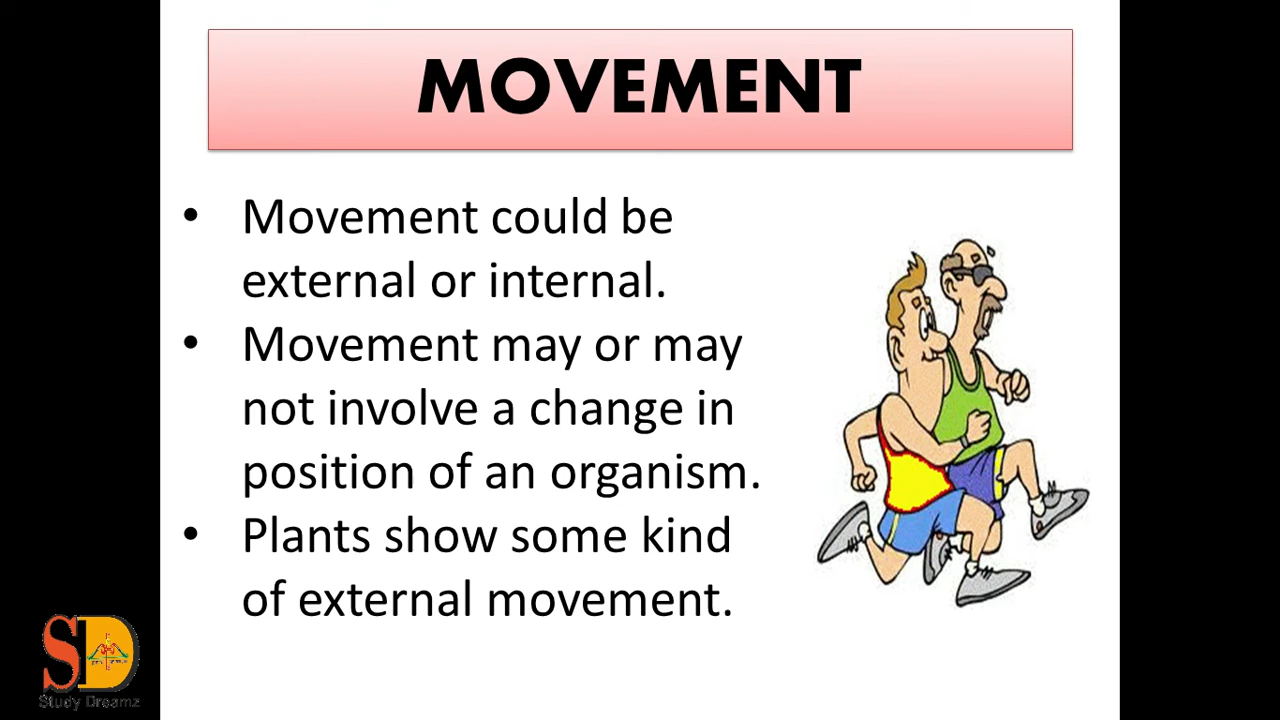 MOVEMENT
• Movement could be
external or internal.
• Movement may or may
not involve a change in
position of an organism.
• Plants show some kind
of external movement.
SD
Study Dreamz